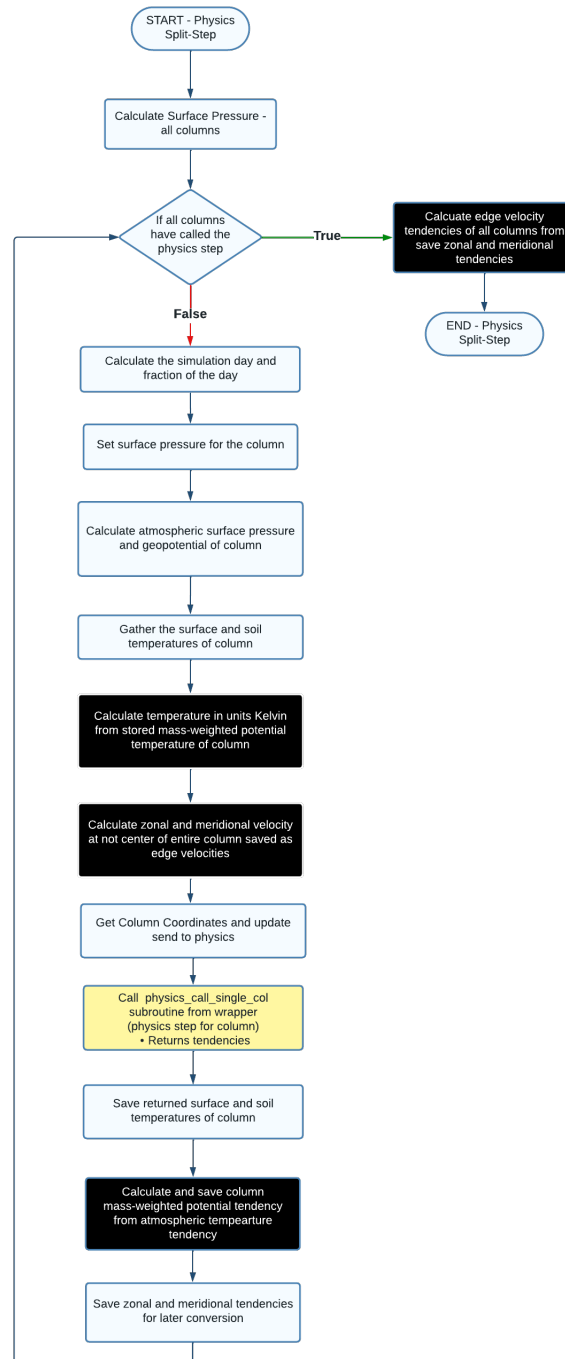 START - Physics
Split-Step
Calculate Surface Pressure -
all columns
If all columns
have called the
physics step
True
Calcuate edge velocity
tendencies of all columns from
save zonal and meridional
tendencies
END - Physics
Split-Step
False
Calculate the simulation day and
fraction of the day
Set surface pressure for the column
Calculate atmospheric surface pressure
and geopotential of column
Gather the surface and soil
temperatures of column
Calculate temperature in units Kelvin
from stored mass-weighted potential
temperature of column
Calculate zonal and meridional velocity
at not center of entire column saved as
edge velocities
Get Column Coordinates and update
send to physics
Call physics_call_single_col
subroutine from wrapper
(physics step for column)
• Returns tendencies
Save returned surface and soil
temperatures of column
Calculate and save column
mass-weighted potential tendency
from atmospheric tempearture
tendency
Save zonal and meridional tendencies
for later conversion